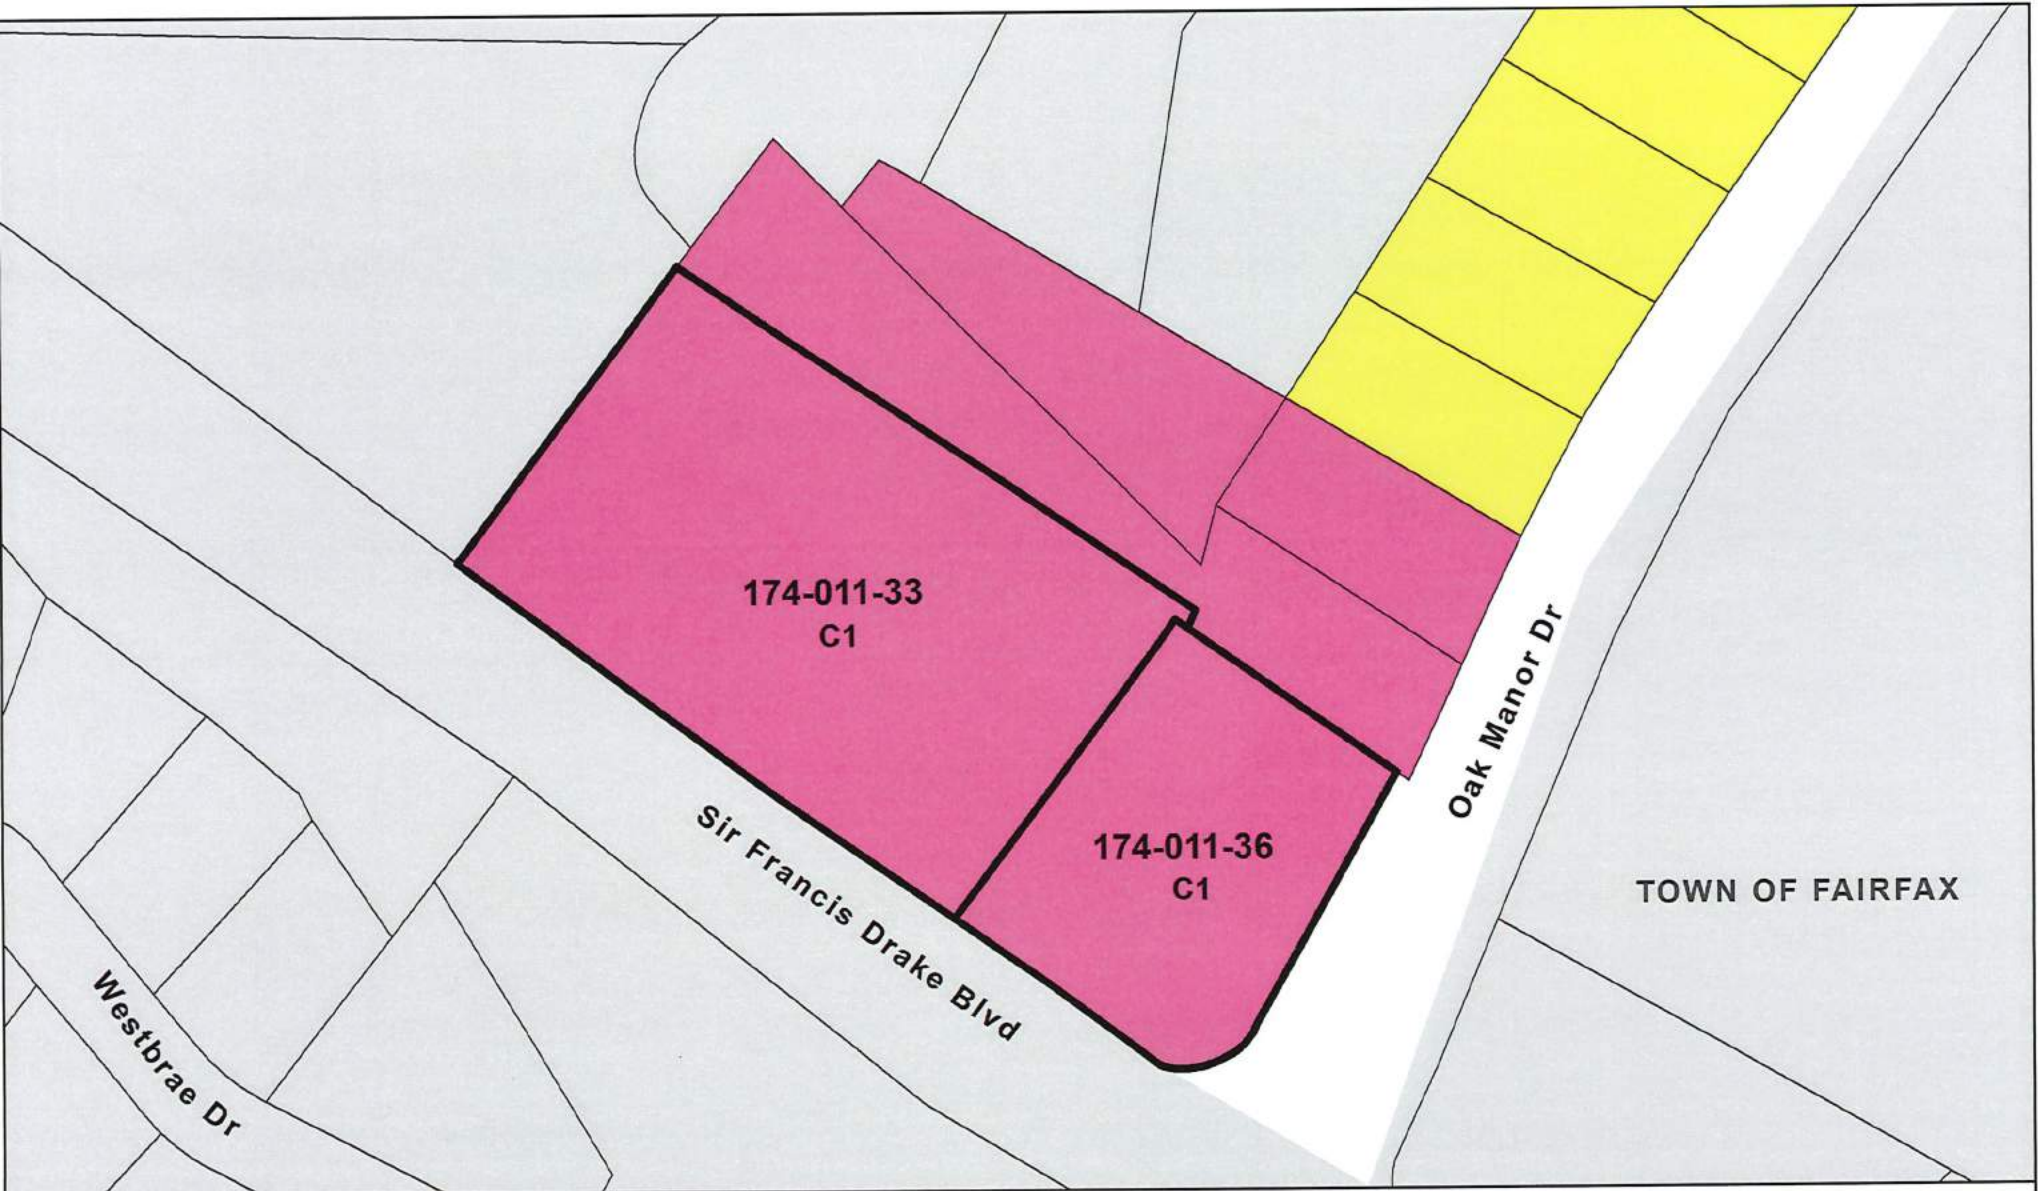 174-011-33
C1
Oak Manor Dr
Sir Francis Drake Blvd
174-011-36
C1
TOWN OF FAIRFAX
Westbrae Dr